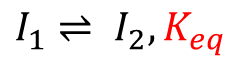 I₁ ⇌ I₂, K_eq